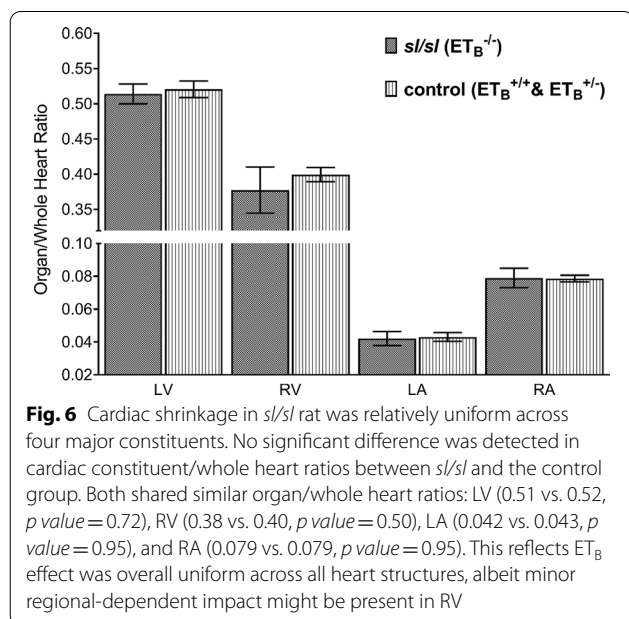 sl/sl (ETB-/-)
control (ETB+/+ & ETB+/-)
Organ/Whole Heart Ratio
0.60
0.55
0.50
0.45
0.40
0.35
0.10
0.08
0.06
0.04
0.02
LV RV LA RA
Fig. 6 Cardiac shrinkage in sl/sl rat was relatively uniform across
four major constituents. No significant difference was detected in
cardiac constituent/whole heart ratios between sl/sl and the control
group. Both shared similar organ/whole heart ratios: LV (0.51 vs. 0.52,
p value = 0.72), RV (0.38 vs. 0.40, p value = 0.50), LA (0.042 vs. 0.043, p
value = 0.95), and RA (0.079 vs. 0.079, p value = 0.95). This reflects ETB
effect was overall uniform across all heart structures, albeit minor
regional-dependent impact might be present in RV